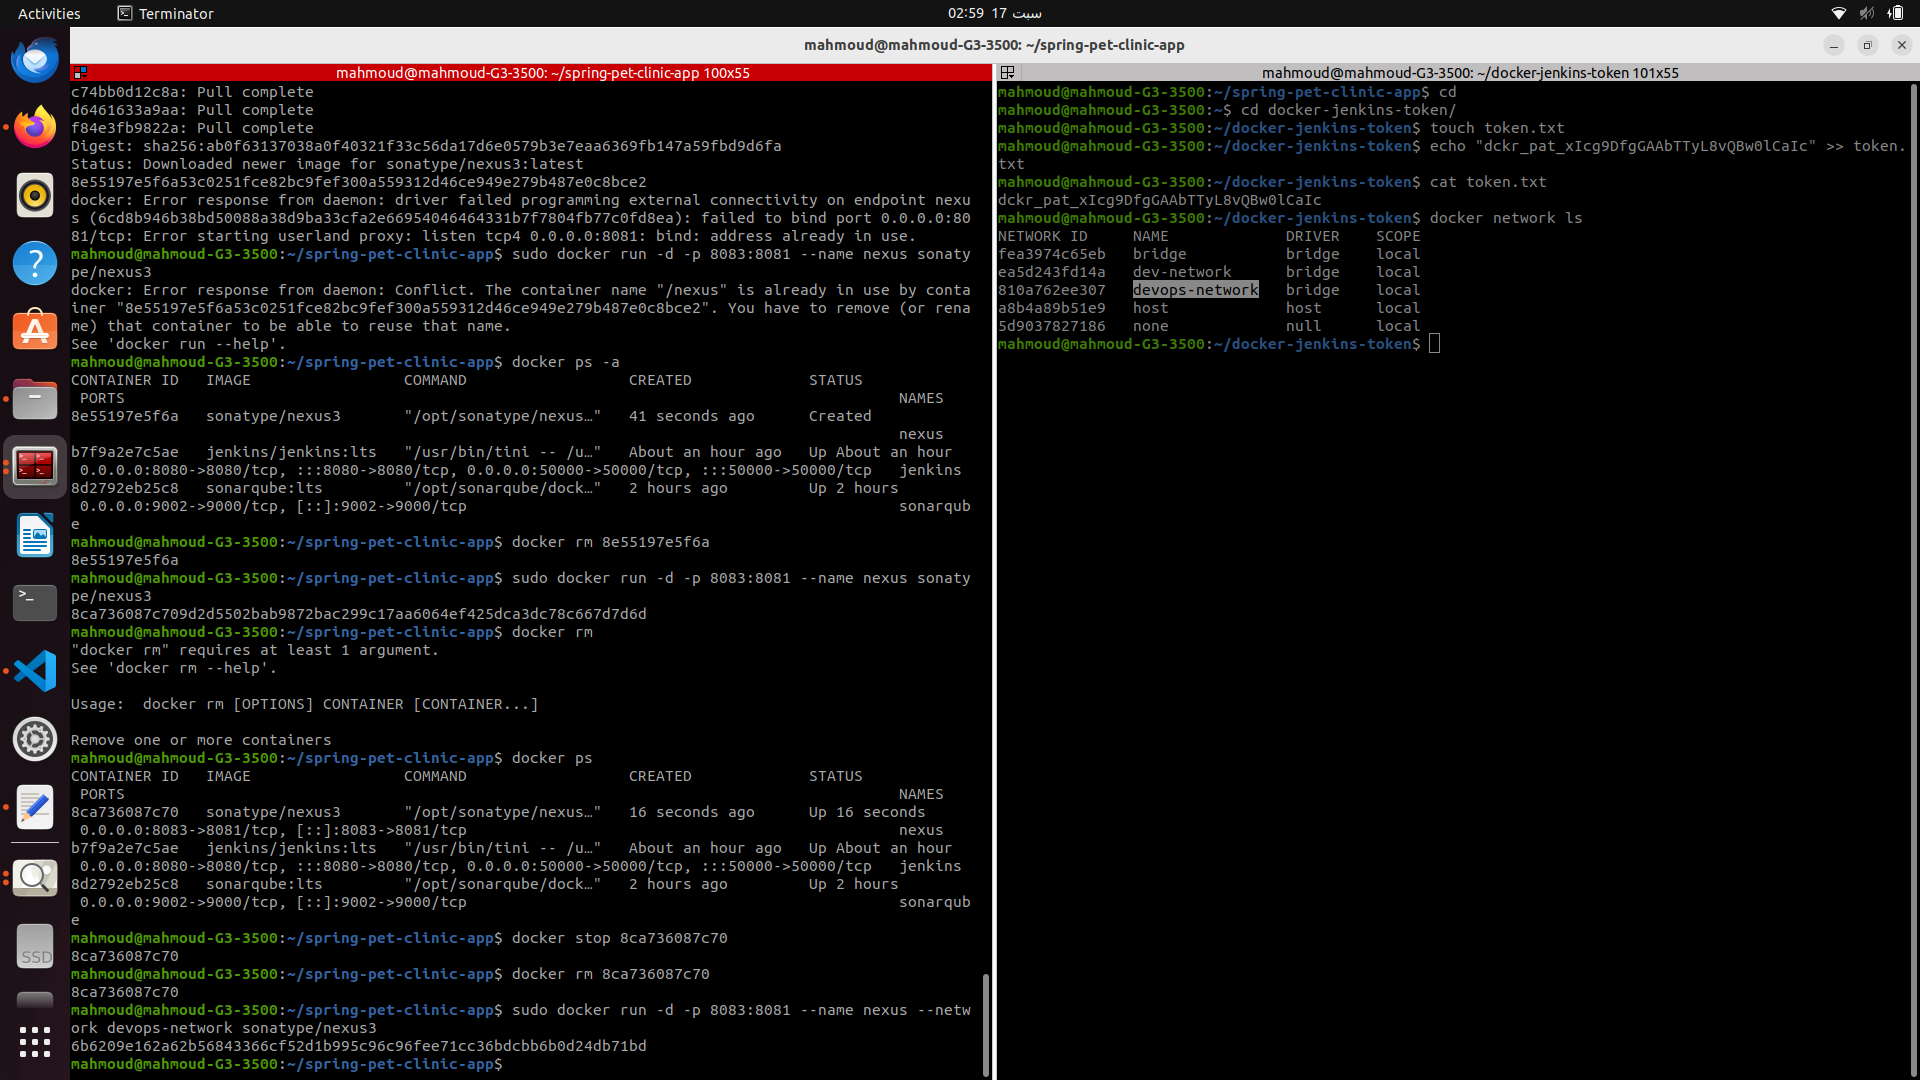 Activities
Terminator
02:59 17 سبت
mahmoud@mahmoud-G3-3500: ~/spring-pet-clinic-app
mahmoud@mahmoud-G3-3500: ~/spring-pet-clinic-app 100x55
c74bb0d12c8a: Pull complete
d6461633a9aa: Pull complete
f84e3fb9822a: Pull complete
Digest: sha256:ab0f63137038a0f40321f33c56da17d6e0579b3e7eaa6369fb147a59fbd9d6fa
Status: Downloaded newer image for sonatype/nexus3:latest
8e55197e5f6a53c0251fce82bc9fef300a559312d46ce949e279b487e0c8bce2
docker: Error response from daemon: driver failed programming external connectivity on endpoint nexu
s (6cd8b946b38bd50088a38d9ba33cfa2e66954046464331b7f7804fb77c0fd8ea): failed to bind port 0.0.0.0:80
81/tcp: Error starting userland proxy: listen tcp4 0.0.0.0:8081: bind: address already in use.
mahmoud@mahmoud-G3-3500:~/spring-pet-clinic-app$ sudo docker run -d -p 8083:8081 --name nexus sonaty
pe/nexus3
docker: Error response from daemon: Conflict. The container name "/nexus" is already in use by conta
iner "8e55197e5f6a53c0251fce82bc9fef300a559312d46ce949e279b487e0c8bce2". You have to remove (or rena
me) that container to be able to reuse that name.
See 'docker run --help'.
mahmoud@mahmoud-G3-3500:~/spring-pet-clinic-app$ docker ps -a
CONTAINER ID   IMAGE                 COMMAND                  CREATED             STATUS
 PORTS                                                                                      NAMES
8e55197e5f6a   sonatype/nexus3       "/opt/sonatype/nexus…"   41 seconds ago      Created
                                                                                            nexus
b7f9a2e7c5ae   jenkins/jenkins:lts   "/usr/bin/tini -- /u…"   About an hour ago   Up About an hour
 0.0.0.0:8080->8080/tcp, :::8080->8080/tcp, 0.0.0.0:50000->50000/tcp, :::50000->50000/tcp   jenkins
8d2792eb25c8   sonarqube:lts         "/opt/sonarqube/dock…"   2 hours ago         Up 2 hours
 0.0.0.0:9002->9000/tcp, [::]:9002->9000/tcp                                                sonarqub
e
mahmoud@mahmoud-G3-3500:~/spring-pet-clinic-app$ docker rm 8e55197e5f6a
8e55197e5f6a
mahmoud@mahmoud-G3-3500:~/spring-pet-clinic-app$ sudo docker run -d -p 8083:8081 --name nexus sonaty
pe/nexus3
8ca736087c709d2d5502bab9872bac299c17aa6064ef425dca3dc78c667d7d6d
mahmoud@mahmoud-G3-3500:~/spring-pet-clinic-app$ docker rm
"docker rm" requires at least 1 argument.
See 'docker rm --help'.
Usage:  docker rm [OPTIONS] CONTAINER [CONTAINER...]
Remove one or more containers
mahmoud@mahmoud-G3-3500:~/spring-pet-clinic-app$ docker ps
CONTAINER ID   IMAGE                 COMMAND                  CREATED             STATUS
 PORTS                                                                                      NAMES
8ca736087c70   sonatype/nexus3       "/opt/sonatype/nexus…"   16 seconds ago      Up 16 seconds
 0.0.0.0:8083->8081/tcp, [::]:8083->8081/tcp                                                nexus
b7f9a2e7c5ae   jenkins/jenkins:lts   "/usr/bin/tini -- /u…"   About an hour ago   Up About an hour
 0.0.0.0:8080->8080/tcp, :::8080->8080/tcp, 0.0.0.0:50000->50000/tcp, :::50000->50000/tcp   jenkins
8d2792eb25c8   sonarqube:lts         "/opt/sonarqube/dock…"   2 hours ago         Up 2 hours
 0.0.0.0:9002->9000/tcp, [::]:9002->9000/tcp                                                sonarqub
e
mahmoud@mahmoud-G3-3500:~/spring-pet-clinic-app$ docker stop 8ca736087c70
8ca736087c70
mahmoud@mahmoud-G3-3500:~/spring-pet-clinic-app$ docker rm 8ca736087c70
8ca736087c70
mahmoud@mahmoud-G3-3500:~/spring-pet-clinic-app$ sudo docker run -d -p 8083:8081 --name nexus --netw
ork devops-network sonatype/nexus3
6b6209e162a62b56843366cf52d1b995c96c96fee71cc36bdcbb6b0d24db71bd
mahmoud@mahmoud-G3-3500:~/spring-pet-clinic-app$
mahmoud@mahmoud-G3-3500: ~/docker-jenkins-token 101x55
mahmoud@mahmoud-G3-3500:~/spring-pet-clinic-app$ cd
mahmoud@mahmoud-G3-3500:~$ cd docker-jenkins-token/
mahmoud@mahmoud-G3-3500:~/docker-jenkins-token$ touch token.txt
mahmoud@mahmoud-G3-3500:~/docker-jenkins-token$ echo "dckr_pat_xIcg9DfgGAAbTTyL8vQBw0lCaIc" >> token.
txt
mahmoud@mahmoud-G3-3500:~/docker-jenkins-token$ cat token.txt
dckr_pat_xIcg9DfgGAAbTTyL8vQBw0lCaIc
mahmoud@mahmoud-G3-3500:~/docker-jenkins-token$ docker network ls
NETWORK ID     NAME             DRIVER    SCOPE
fea3974c65eb   bridge           bridge    local
ea5d243fd14a   dev-network      bridge    local
810a762ee307   devops-network   bridge    local
a8b4a89b51e9   host             host      local
5d9037827186   none             null      local
mahmoud@mahmoud-G3-3500:~/docker-jenkins-token$
SSD